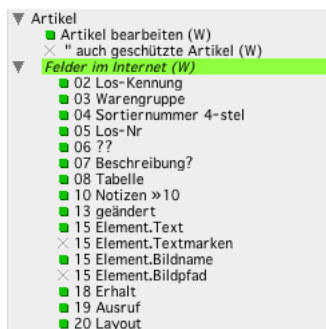 Artikel
Artikel bearbeiten (W)
" auch geschützte Artikel (W)
Felder im Internet (W)
02 Los-Kennung
03 Warengruppe
04 Sortiernummer 4-stel
05 Los-Nr
06 ??
07 Beschreibung?
08 Tabelle
10 Notizen »10
13 geändert
15 Element.Text
15 Element.Textmarken
15 Element.Bildname
15 Element.Bildpfad
18 Erhalt
19 Ausruf
20 Layout